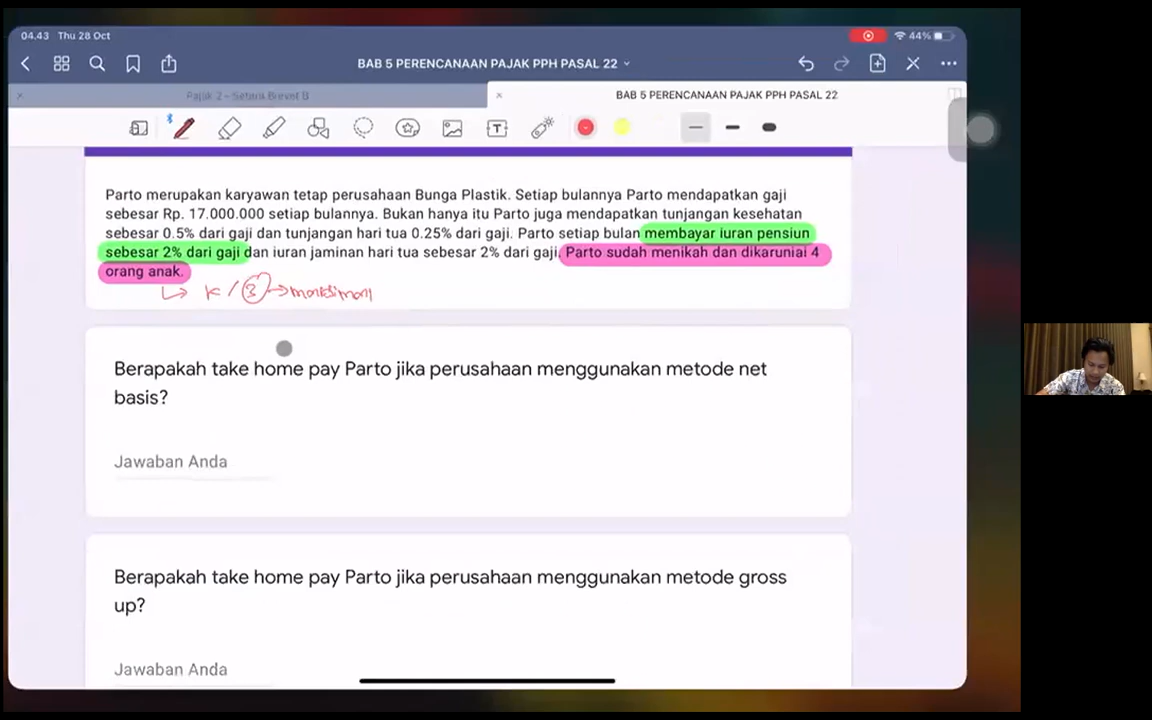 04.43 Thu 28 Oct
44%
BAB 5 PERENCANAAN PAJAK PPH PASAL 22
Pajak 2 - Setara Brevet B
BAB 5 PERENCANAAN PAJAK PPH PASAL 22
Parto merupakan karyawan tetap perusahaan Bunga Plastik. Setiap bulannya Parto mendapatkan gaji
sebesar Rp. 17.000.000 setiap bulannya. Bukan hanya itu Parto juga mendapatkan tunjangan kesehatan
sebesar 0.5% dari gaji dan tunjangan hari tua 0.25% dari gaji. Parto setiap bulan membayar iuran pensiun
sebesar 2% dari gaji dan iuran jaminan hari tua sebesar 2% dari gaji. Parto sudah menikah dan dikaruniai 4
orang anak.
K / 3 → maksimal
Berapakah take home pay Parto jika perusahaan menggunakan metode net
basis?
Jawaban Anda
Berapakah take home pay Parto jika perusahaan menggunakan metode gross
up?
Jawaban Anda